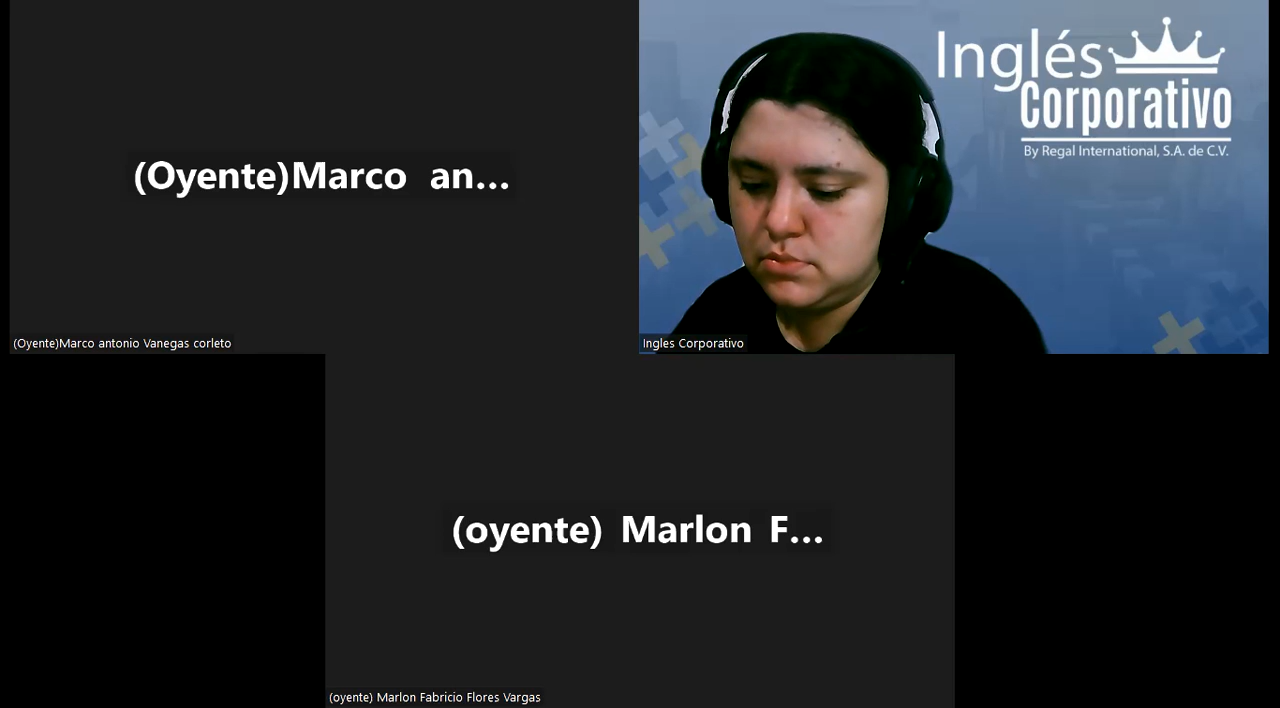 (Oyente)Marco an...
(Oyente)Marco antonio Vanegas corleto
Inglés
Corporativo
By Regal International, S.A. de C.V.
Ingles Corporativo
(oyente) Marlon F...
(oyente) Marlon Fabricio Flores Vargas